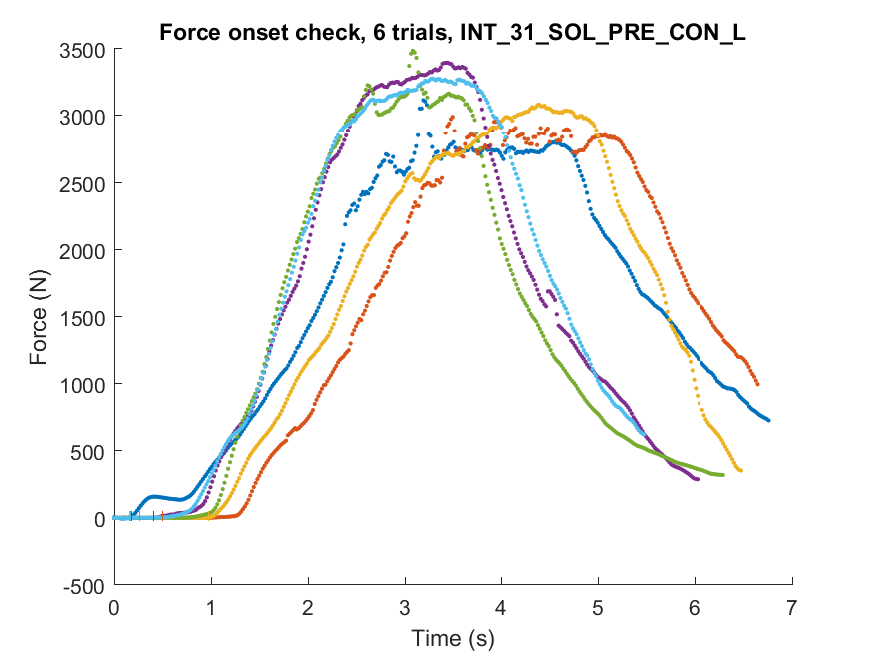 Force onset check, 6 trials, INT_31_SOL_PRE_CON_L
3500
3000
2500
2000
1500
1000
500
0
-500
Force (N)
0 1 2 3 4 5 6 7
Time (s)